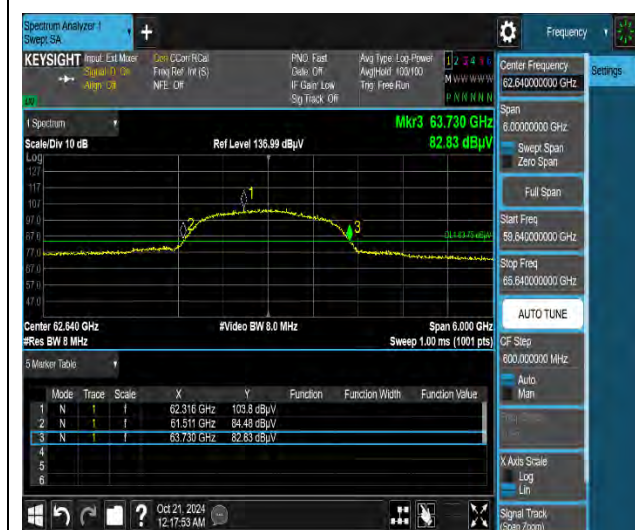 Spectrum Analyzer 1
Swept SA
+
Frequency
KEYSIGHT
Input: Ext Mixer
Signal ID: On
Align: Off
CCorr RCal
Freq Ref: Int (S)
NFE: Off
PNO: Fast
Gate: Off
IF Gain: Low
Sig Track: Off
Avg Type: Log-Power
Avg|Hold: 100/100
Trig: Free Run
1 2 3 4 5 6
M W W W W W
P N N N N N
1 Spectrum
Mkr3 63.730 GHz
Scale/Div 10 dB
Ref Level 136.99 dBµV
82.83 dBµV
Log
127
117
107
97.0
87.0
77.0
67.0
57.0
47.0
1
2
3
Center 62.640 GHz
#Video BW 8.0 MHz
Span 6.000 GHz
#Res BW 8 MHz
Sweep 1.00 ms (1001 pts)
5 Marker Table
Mode Trace Scale X Y Function Function Width Function Value
1 N 1 f 62.316 GHz 103.8 dBµV
2 N 1 f 61.511 GHz 84.48 dBµV
3 N 1 f 63.730 GHz 82.83 dBµV
4
5
6
Oct 21, 2024
12:17:53 AM
?
Center Frequency
62.640000000 GHz
Settings
Span
6.00000000 GHz
Swept Span
Zero Span
Full Span
Start Freq
59.640000000 GHz
Stop Freq
65.640000000 GHz
AUTO TUNE
CF Step
600.000000 MHz
Auto
Man
X Axis Scale
Log
Lin
Signal Track
(Span Zoom)